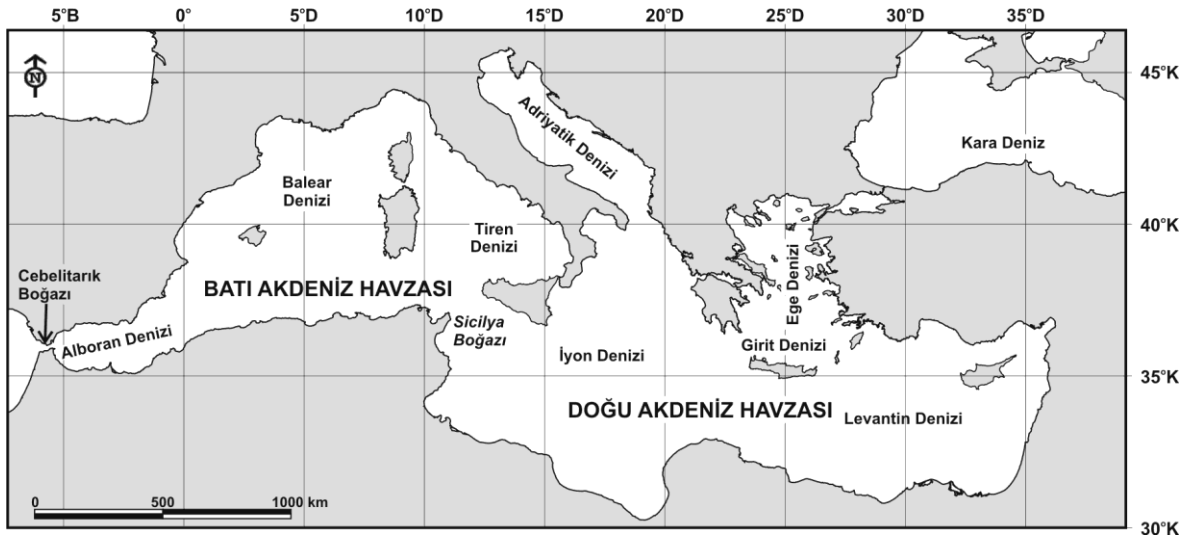 5°B 0° 5°D 10°D 15°D 20°D 25°D 30°D 35°D
N
45°K
Adriyatik Denizi
Kara Deniz
Balear
Denizi
Tiren
Denizi
40°K
Ege Denizi
Cebelitarık
Boğazı
BATI AKDENİZ HAVZASI
Sicilya
Boğazı
Alboran Denizi
Girit Denizi
İyon Denizi
35°K
DOĞU AKDENİZ HAVZASI
Levantin Denizi
0 500 1000 km
30°K